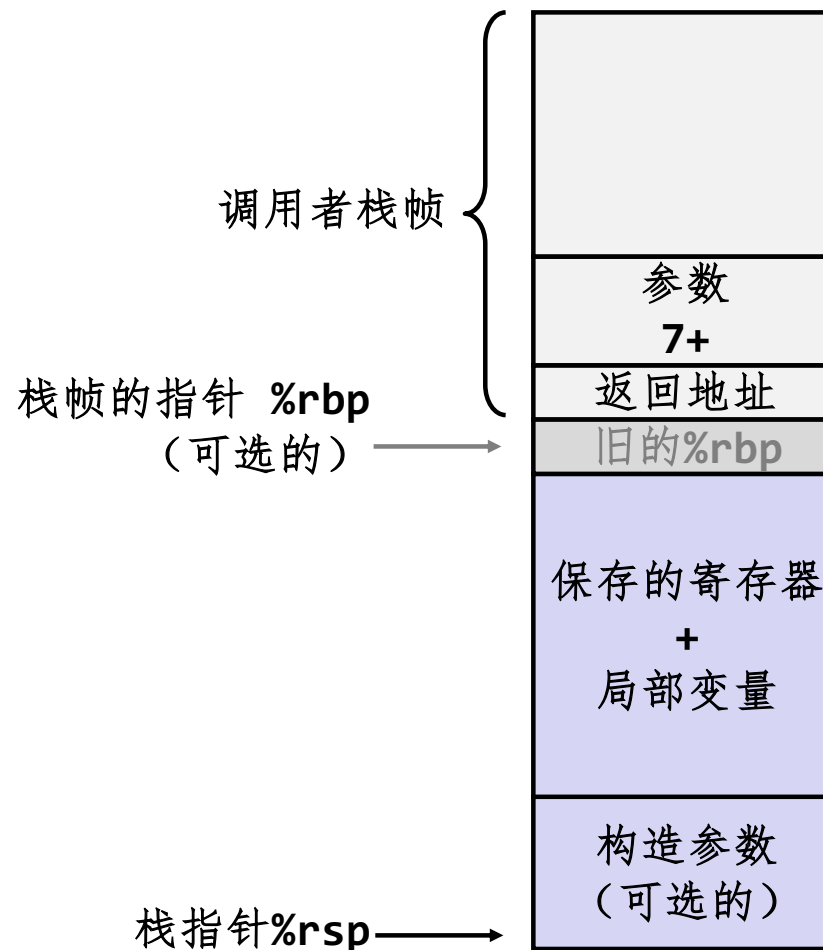 调用者栈帧
参数
7+
返回地址
栈帧的指针 %rbp
（可选的）
旧的%rbp
保存的寄存器
+
局部变量
构造参数
（可选的）
栈指针%rsp